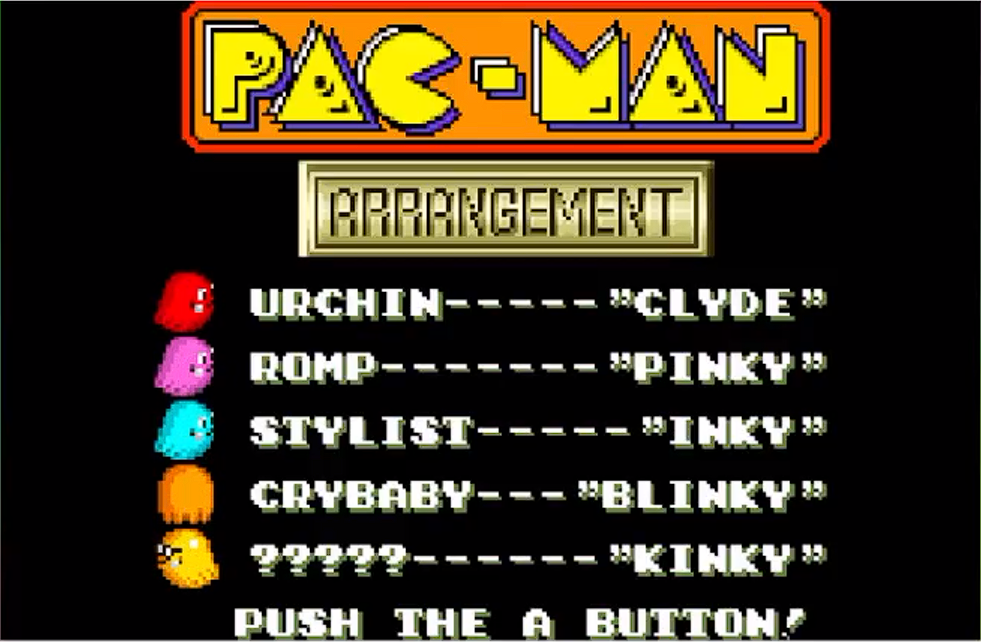 PAC-MAN
ARRANGEMENT
URCHIN-----"CLYDE"
ROMP-------"PINKY"
STYLIST-----"INKY"
CRYBABY---"BLINKY"
?????------"KINKY"
PUSH THE A BUTTON!